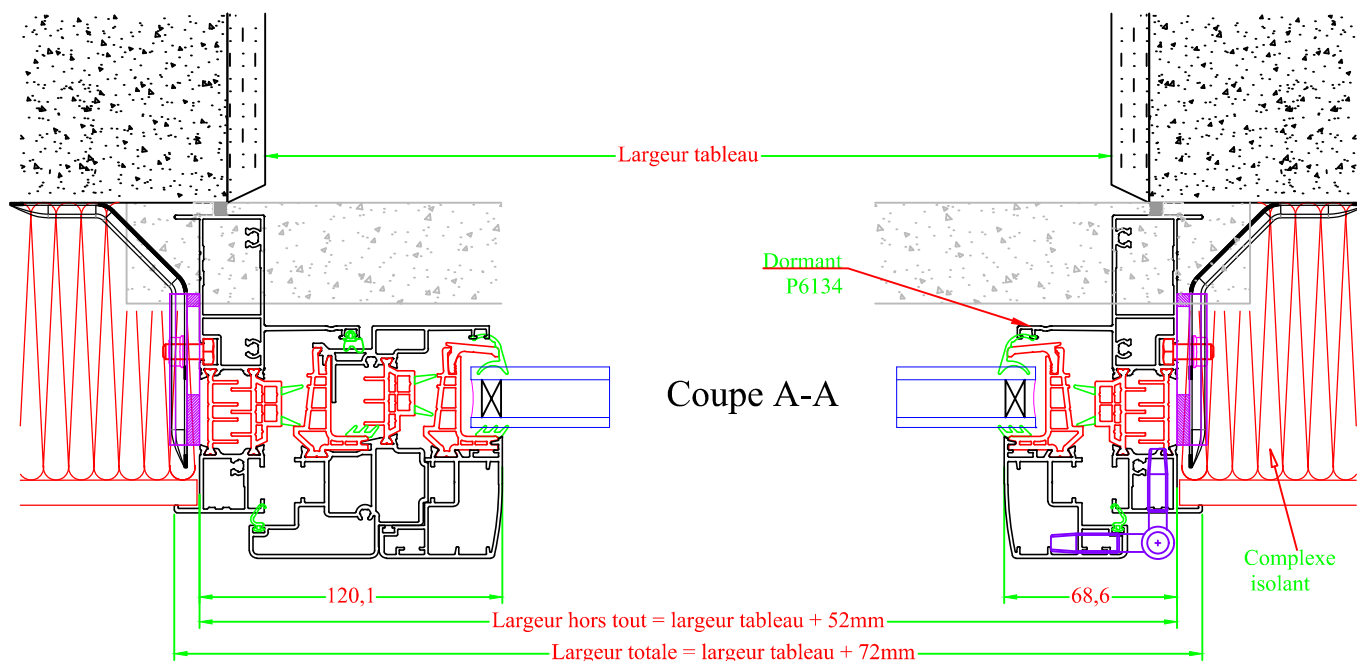 Largeur tableau
Dormant
P6134
Coupe A-A
Complexe
isolant
120,1
68,6
Largeur hors tout = largeur tableau + 52mm
Largeur totale = largeur tableau + 72mm